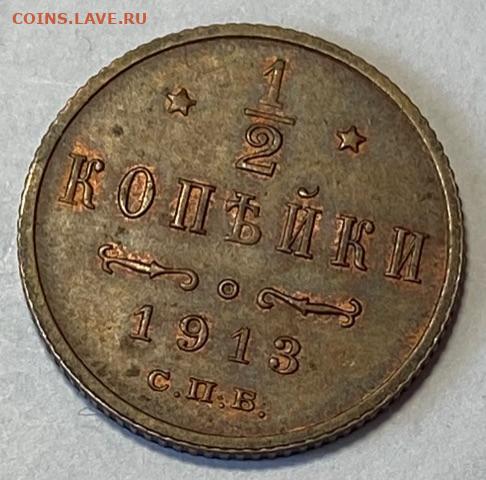 COINS.LAVE.RU
1/2
КОПѢЙКИ
1913
С.П.Б.